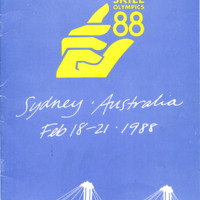 SKILL
OLYMPICS
88
Sydney · Australia
Feb 18-21 · 1988